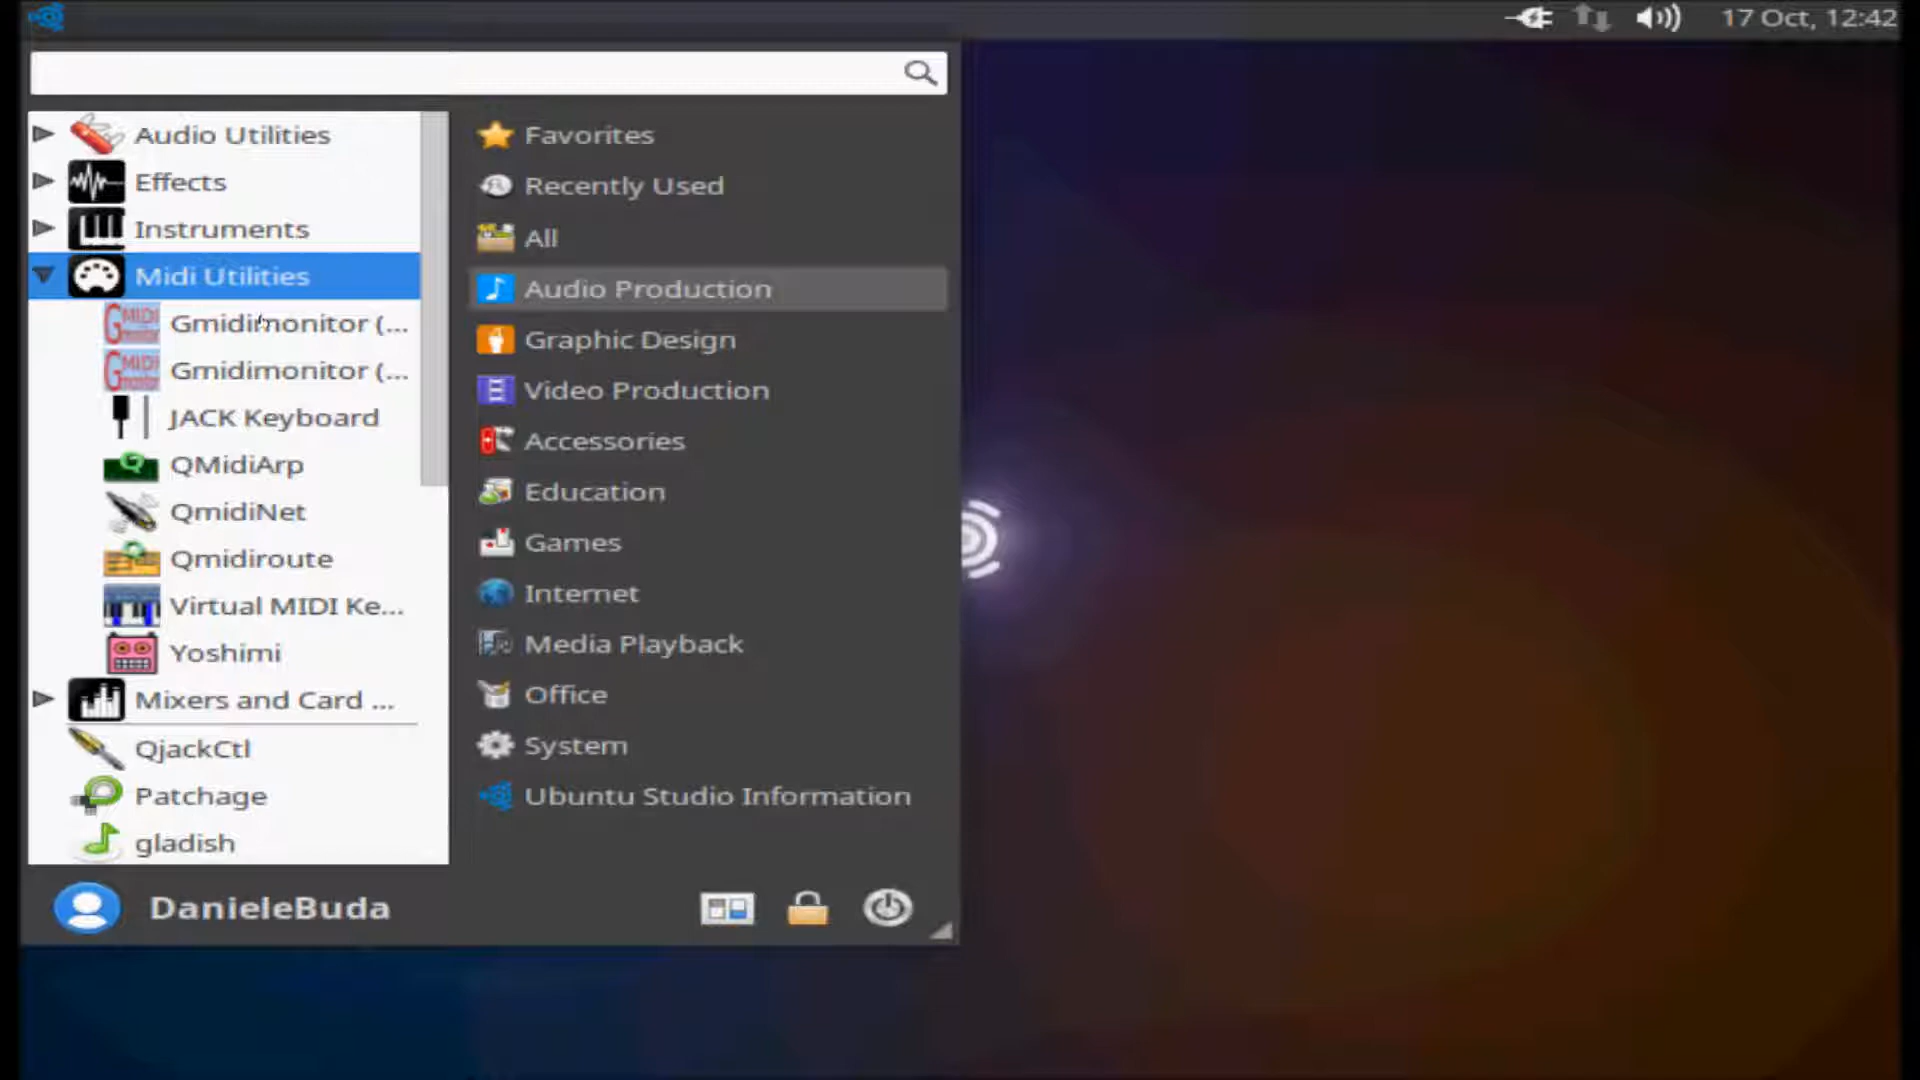 17 Oct, 12:42
Audio Utilities
Effects
Instruments
Midi Utilities
Gmidimonitor (...
Gmidimonitor (...
JACK Keyboard
QMidiArp
QmidiNet
Qmidiroute
Virtual MIDI Ke...
Yoshimi
Mixers and Card ...
QjackCtl
Patchage
gladish
Favorites
Recently Used
All
Audio Production
Graphic Design
Video Production
Accessories
Education
Games
Internet
Media Playback
Office
System
Ubuntu Studio Information
DanieleBuda